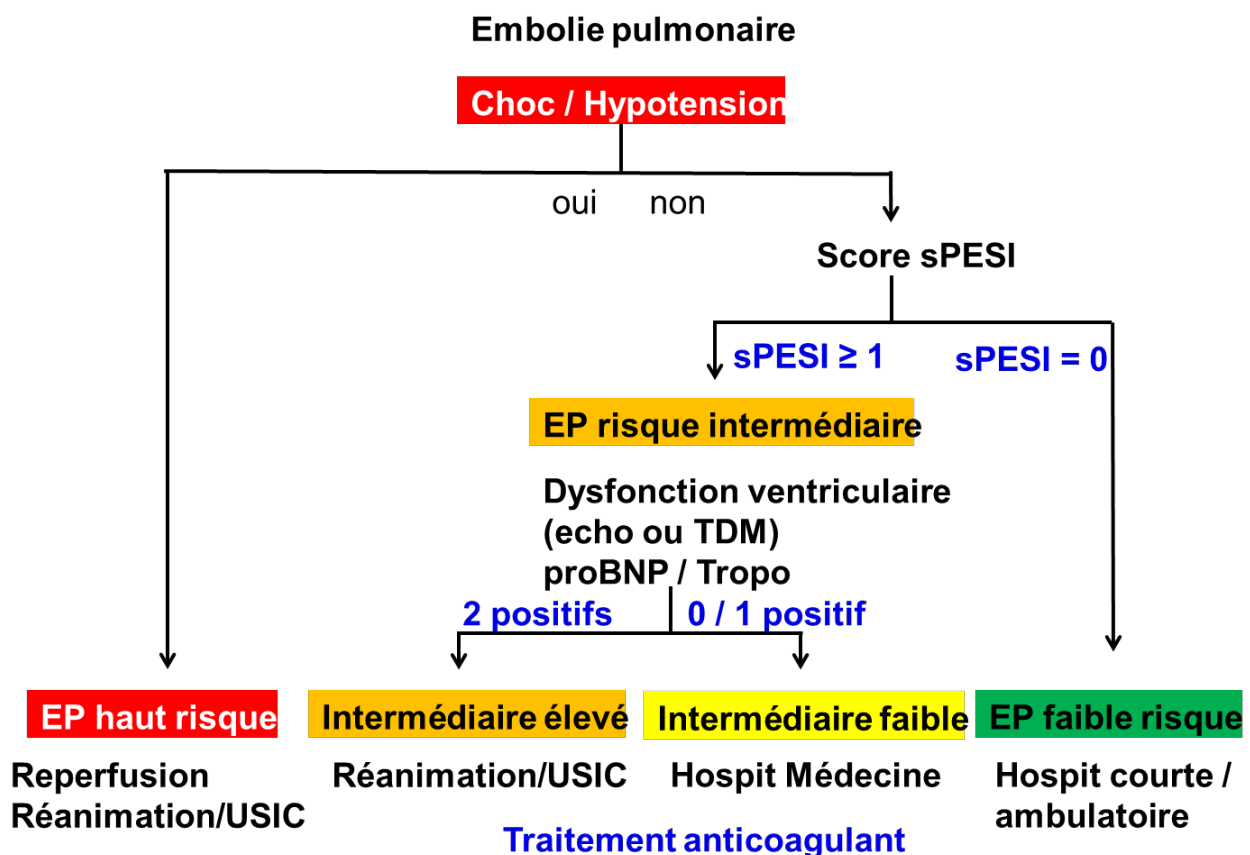 Embolie pulmonaire
Choc / Hypotension
oui non
Score sPESI
sPESI ≥ 1 sPESI = 0
EP risque intermédiaire
Dysfonction ventriculaire
(echo ou TDM)
proBNP / Tropo
2 positifs 0 / 1 positif
EP haut risque Intermédiaire élevé Intermédiaire faible EP faible risque
Reperfusion Réanimation/USIC Hospit Médecine Hospit courte /
Réanimation/USIC ambulatoire
Traitement anticoagulant